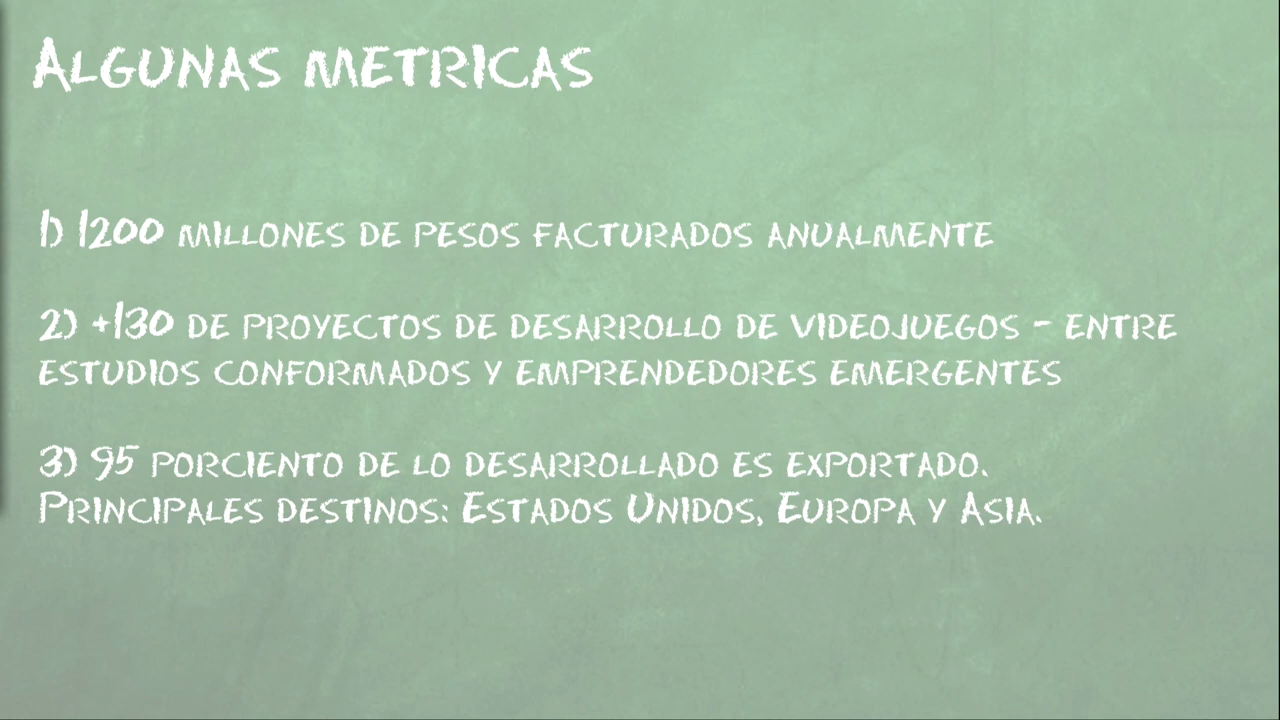 Algunas metricas
1) 1200 millones de pesos facturados anualmente
2) +130 de proyectos de desarrollo de videojuegos - entre
estudios conformados y emprendedores emergentes
3) 95 porciento de lo desarrollado es exportado.
Principales destinos: Estados Unidos, Europa y Asia.